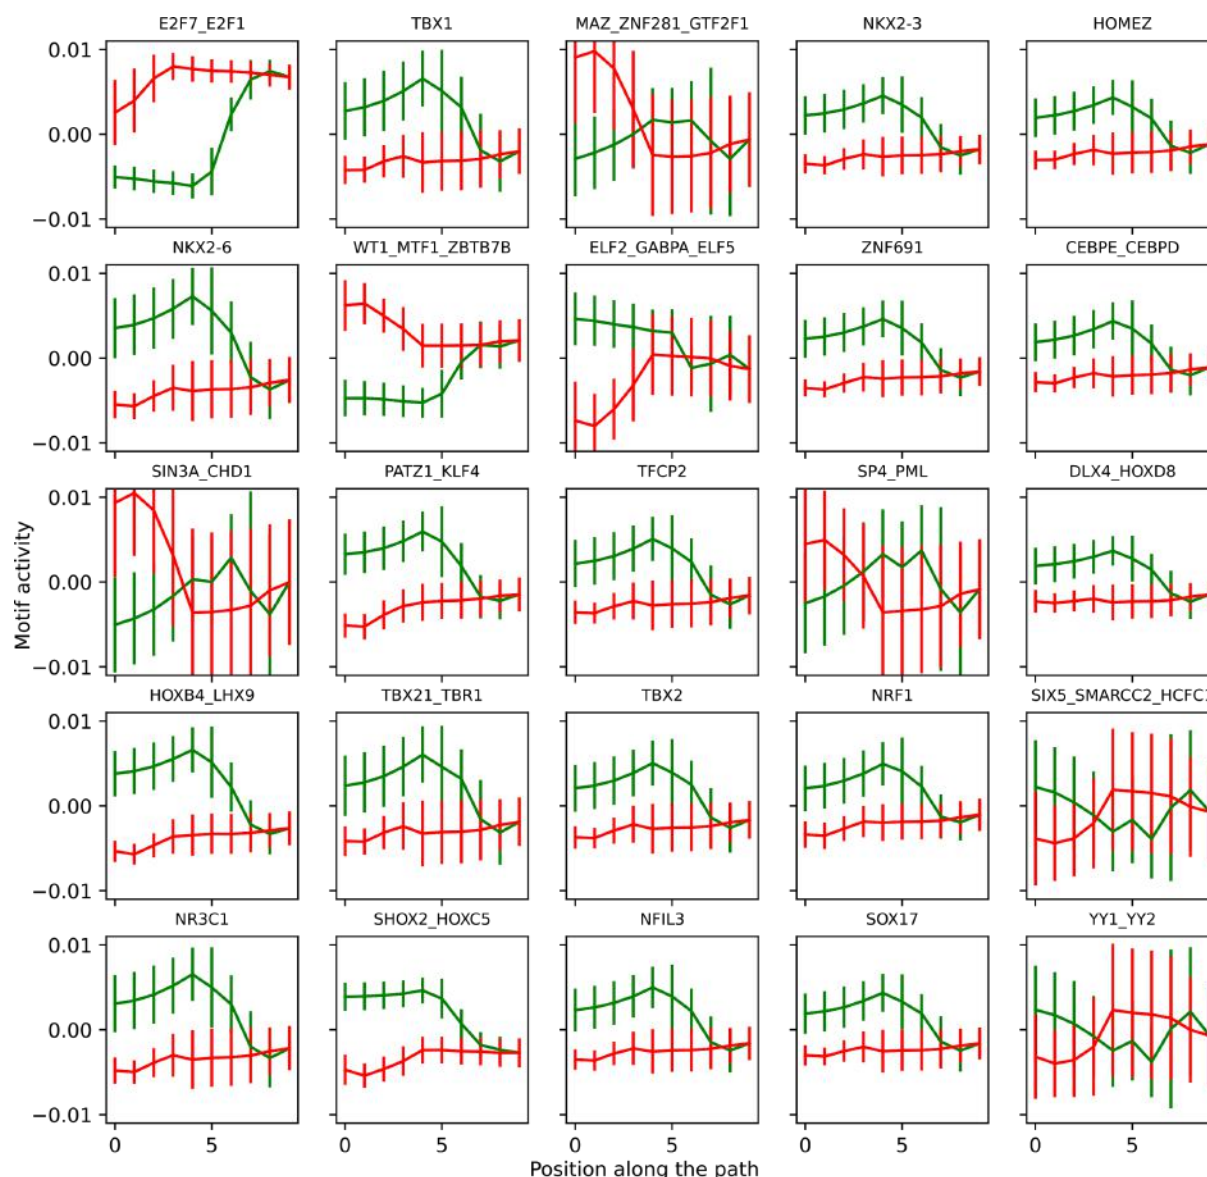 E2F7_E2F1 TBX1 MAZ_ZNF281_GTF2F1 NKX2-3 HOMEZ
0.01
0.00
−0.01
NKX2-6 WT1_MTF1_ZBTB7B ELF2_GABPA_ELF5 ZNF691 CEBPE_CEBPD
0.01
0.00
−0.01
SIN3A_CHD1 PATZ1_KLF4 TFCP2 SP4_PML DLX4_HOXD8
0.01
0.00
−0.01
Motif activity
HOXB4_LHX9 TBX21_TBR1 TBX2 NRF1 SIX5_SMARCC2_HCFC1
0.01
0.00
−0.01
NR3C1 SHOX2_HOXC5 NFIL3 SOX17 YY1_YY2
0.01
0.00
−0.01
0 5 0 5 0 5 0 5 0 5
Position along the path